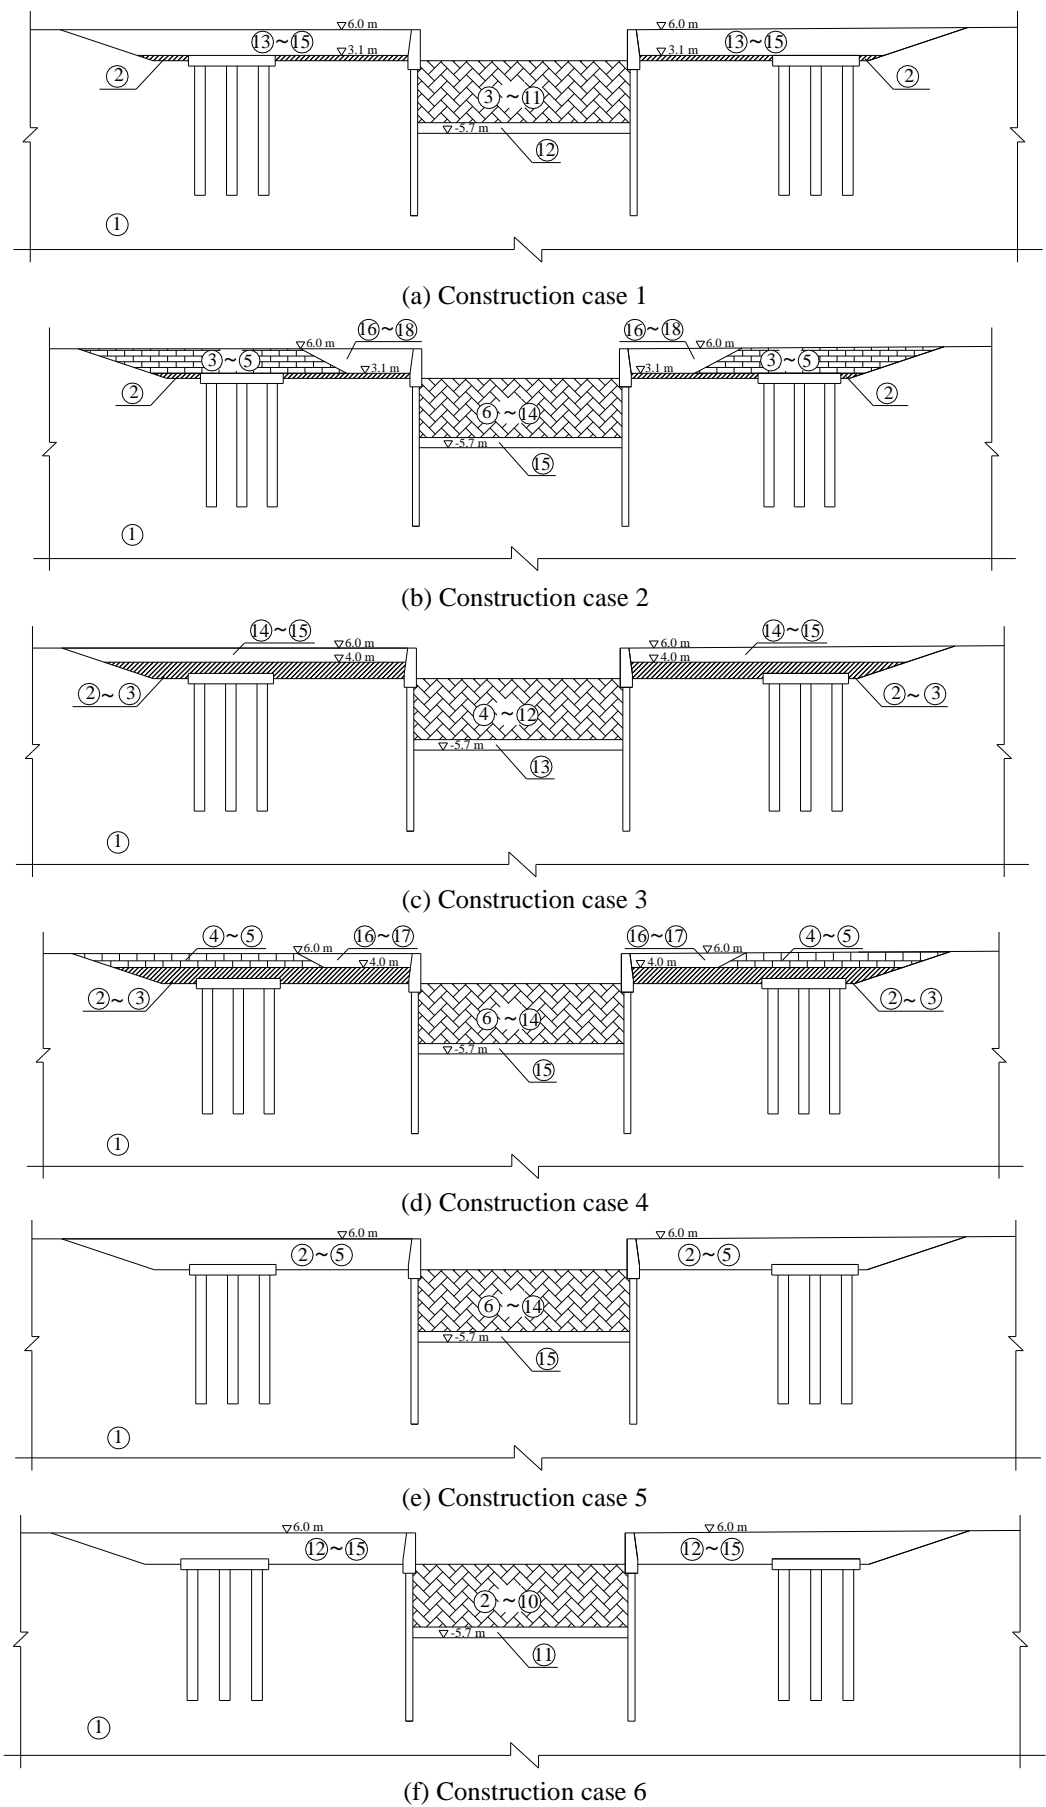 ▽6.0 m ▽6.0 m
⑬~⑮ ⑬~⑮
▽3.1 m ▽3.1 m
② ②
③~⑪
▽-5.7 m
⑫
①
(a) Construction case 1
⑯~⑱ ⑯~⑱
▽6.0 m ▽6.0 m
③~⑤ ③~⑤
▽3.1 m ▽3.1 m
② ②
⑥~⑭
▽-5.7 m
⑮
①
(b) Construction case 2
⑭~⑮ ⑭~⑮
▽6.0 m ▽6.0 m
▽4.0 m ▽4.0 m
②~③ ②~③
④~⑫
▽-5.7 m
⑬
①
(c) Construction case 3
④~⑤ ⑯~⑰ ⑯~⑰ ④~⑤
▽6.0 m ▽6.0 m
▽4.0 m ▽4.0 m
②~③ ②~③
⑥~⑭
▽-5.7 m
⑮
①
(d) Construction case 4
▽6.0 m ▽6.0 m
②~⑤ ②~⑤
⑥~⑭
▽-5.7 m
⑮
①
(e) Construction case 5
▽6.0 m ▽6.0 m
⑫~⑮ ⑫~⑮
②~⑩
▽-5.7 m
⑪
①
(f) Construction case 6